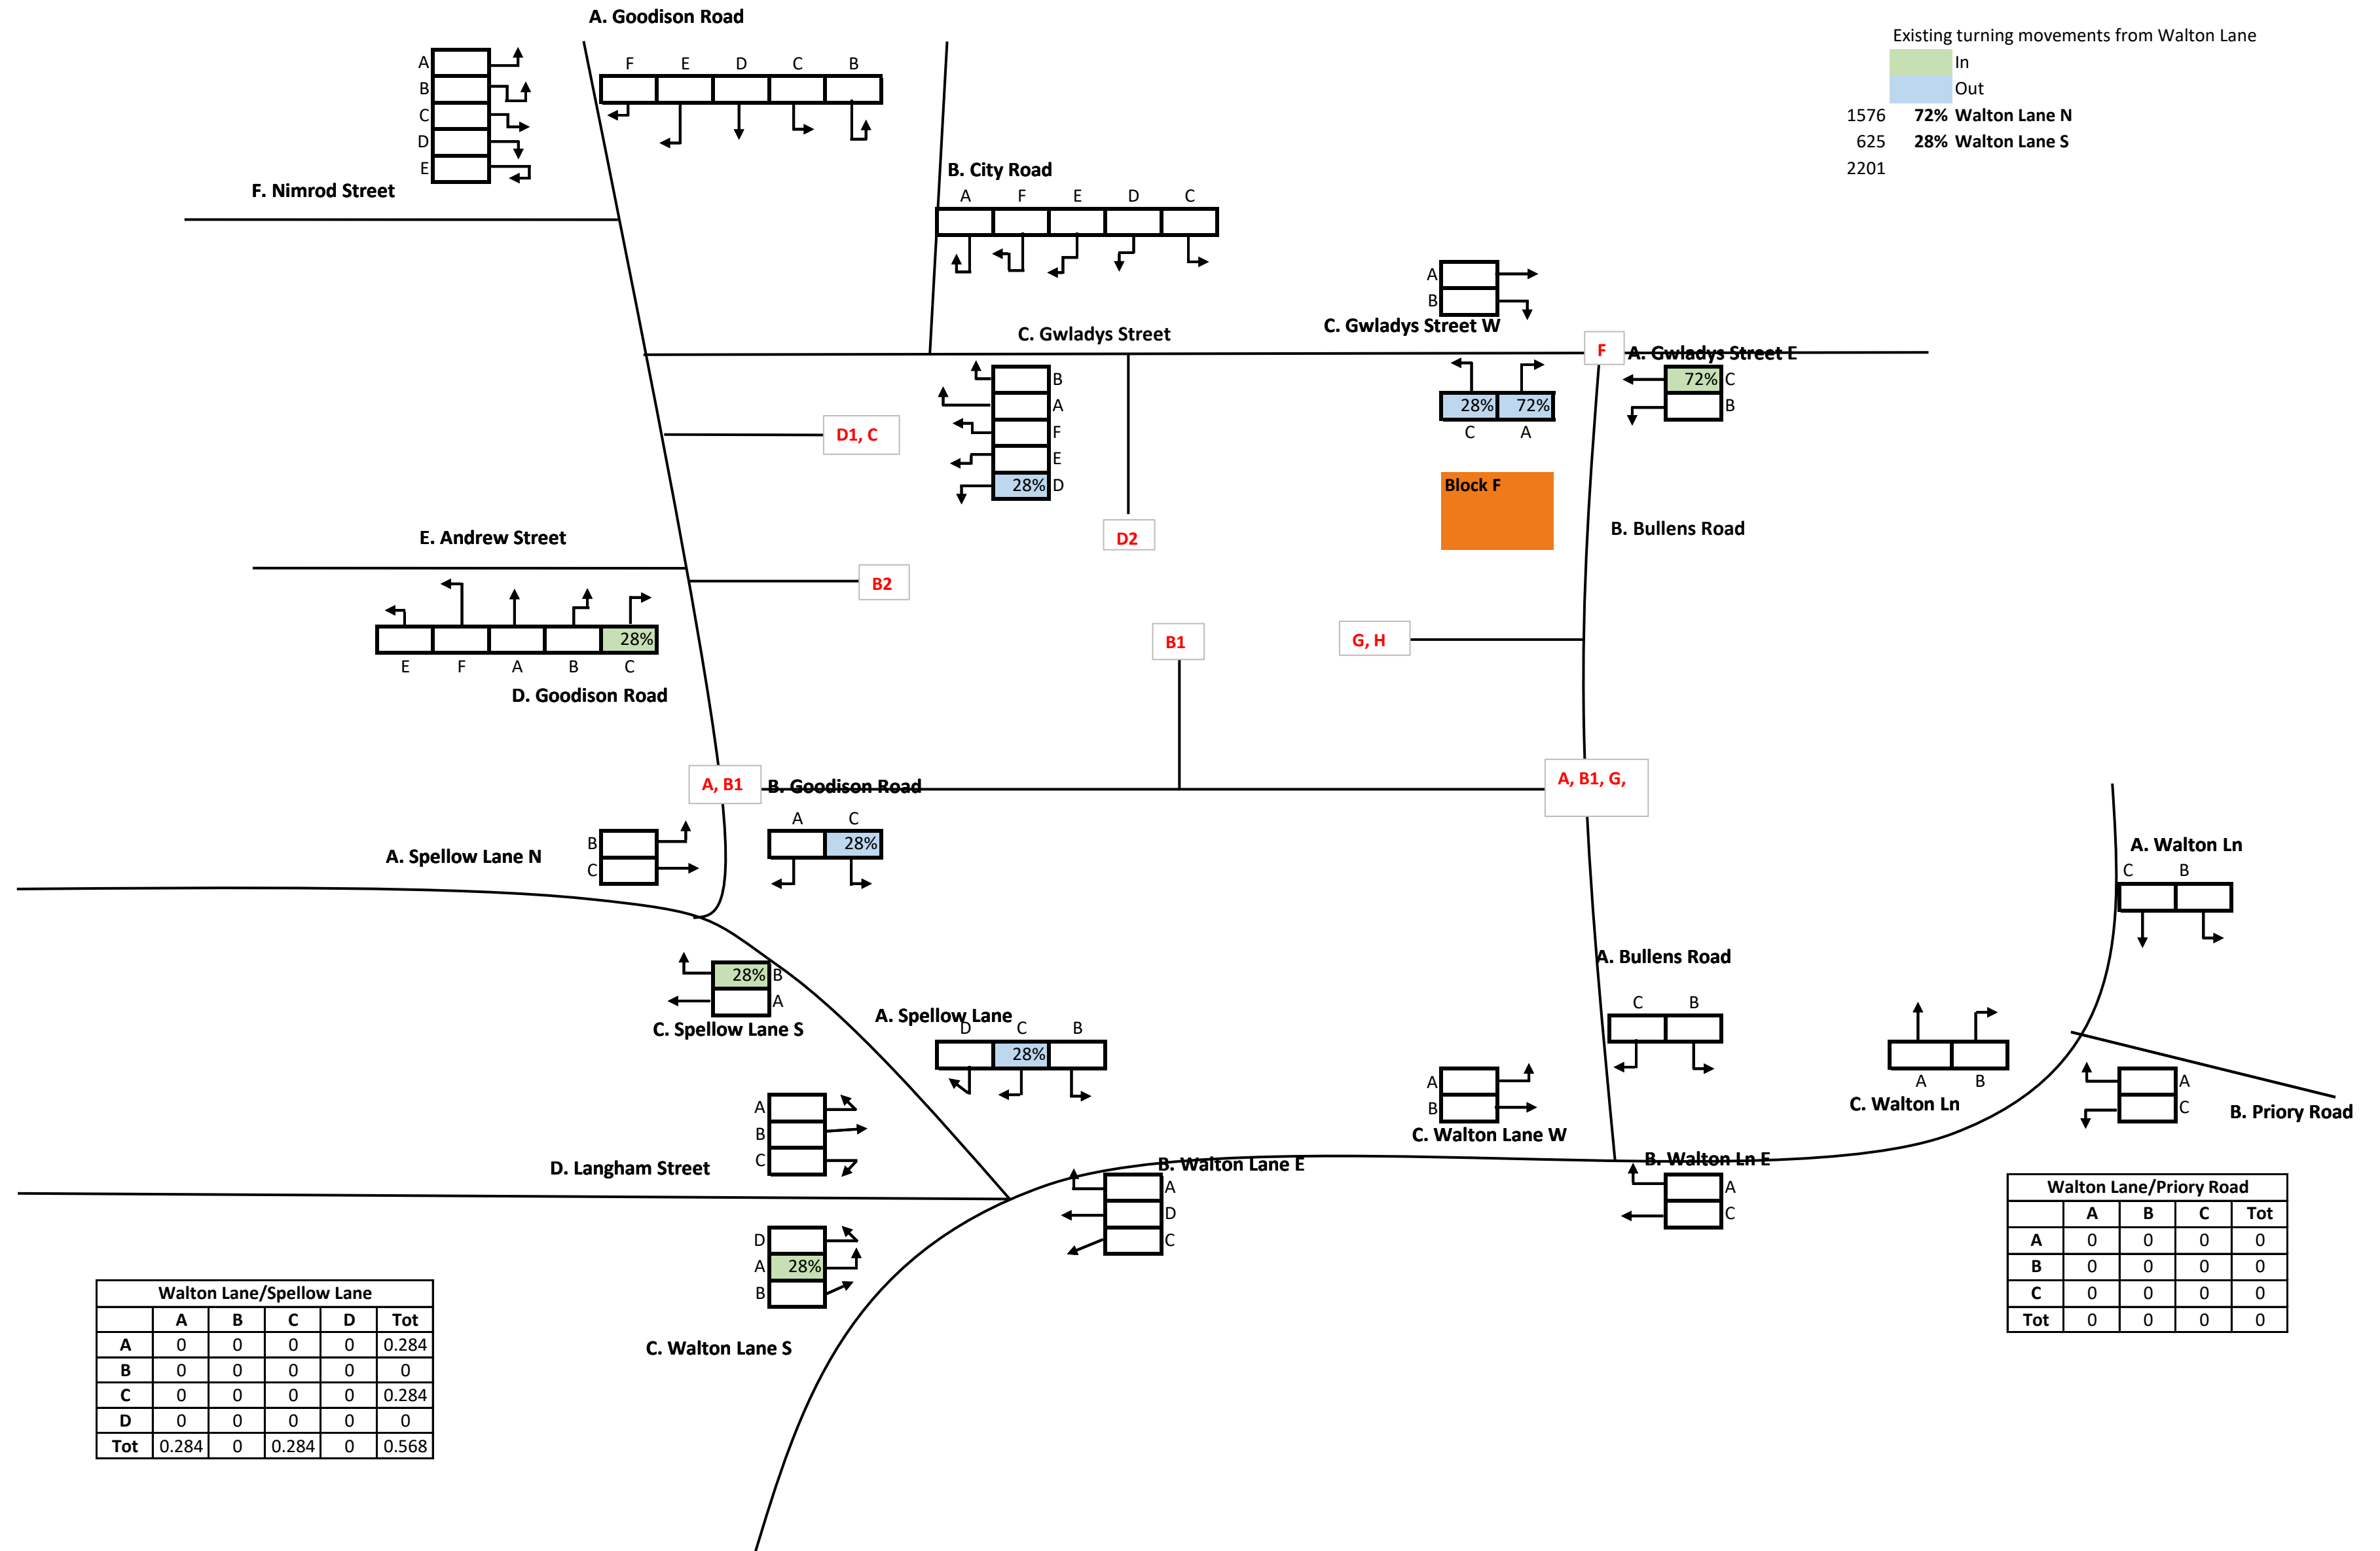 A. Goodison Road
F E D C B
A
B
C
D
E
F. Nimrod Street
Existing turning movements from Walton Lane
In
Out
1576 72% Walton Lane N
625 28% Walton Lane S
2201
B. City Road
A F E D C
C. Gwladys Street
A
B
C. Gwladys Street W
F
A. Gwladys Street E
72% C
B
28% 72%
C A
B
A
F
E
28% D
D1, C
D2
Block F
B. Bullens Road
E. Andrew Street
B2
28%
E F A B C
D. Goodison Road
B1
G, H
A, B1
B. Goodison Road
A, B1, G,
A C
28%
B
C
A. Spellow Lane N
A. Walton Ln
C B
28% B
A
C. Spellow Lane S
A. Spellow Lane
D C B
28%
A. Bullens Road
C B
A
B
C. Walton Lane W
A B
C. Walton Ln
A
C
B. Priory Road
A
B
C
D. Langham Street
B. Walton Lane E
A
D
C
B. Walton Ln E
A
C
D
A 28%
B
C. Walton Lane S
Walton Lane/Priory Road
A B C Tot
A 0 0 0 0
B 0 0 0 0
C 0 0 0 0
Tot 0 0 0 0
Walton Lane/Spellow Lane
A B C D Tot
A 0 0 0 0 0.284
B 0 0 0 0 0
C 0 0 0 0 0.284
D 0 0 0 0 0
Tot 0.284 0 0.284 0 0.568